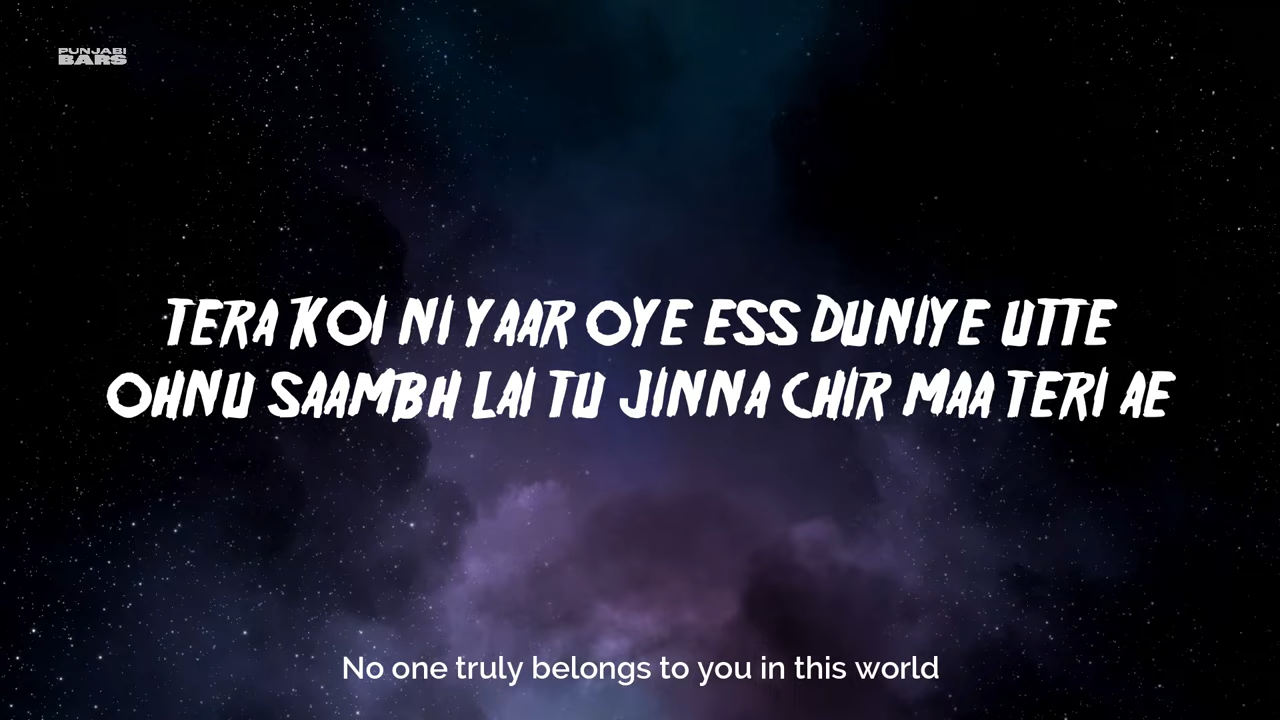 PUNJABI
BARS
TERA KOI NI YAAR OYE ESS DUNIYE UTTE
OHNU SAAMBH LAI TU JINNA CHIR MAA TERI AE
No one truly belongs to you in this world